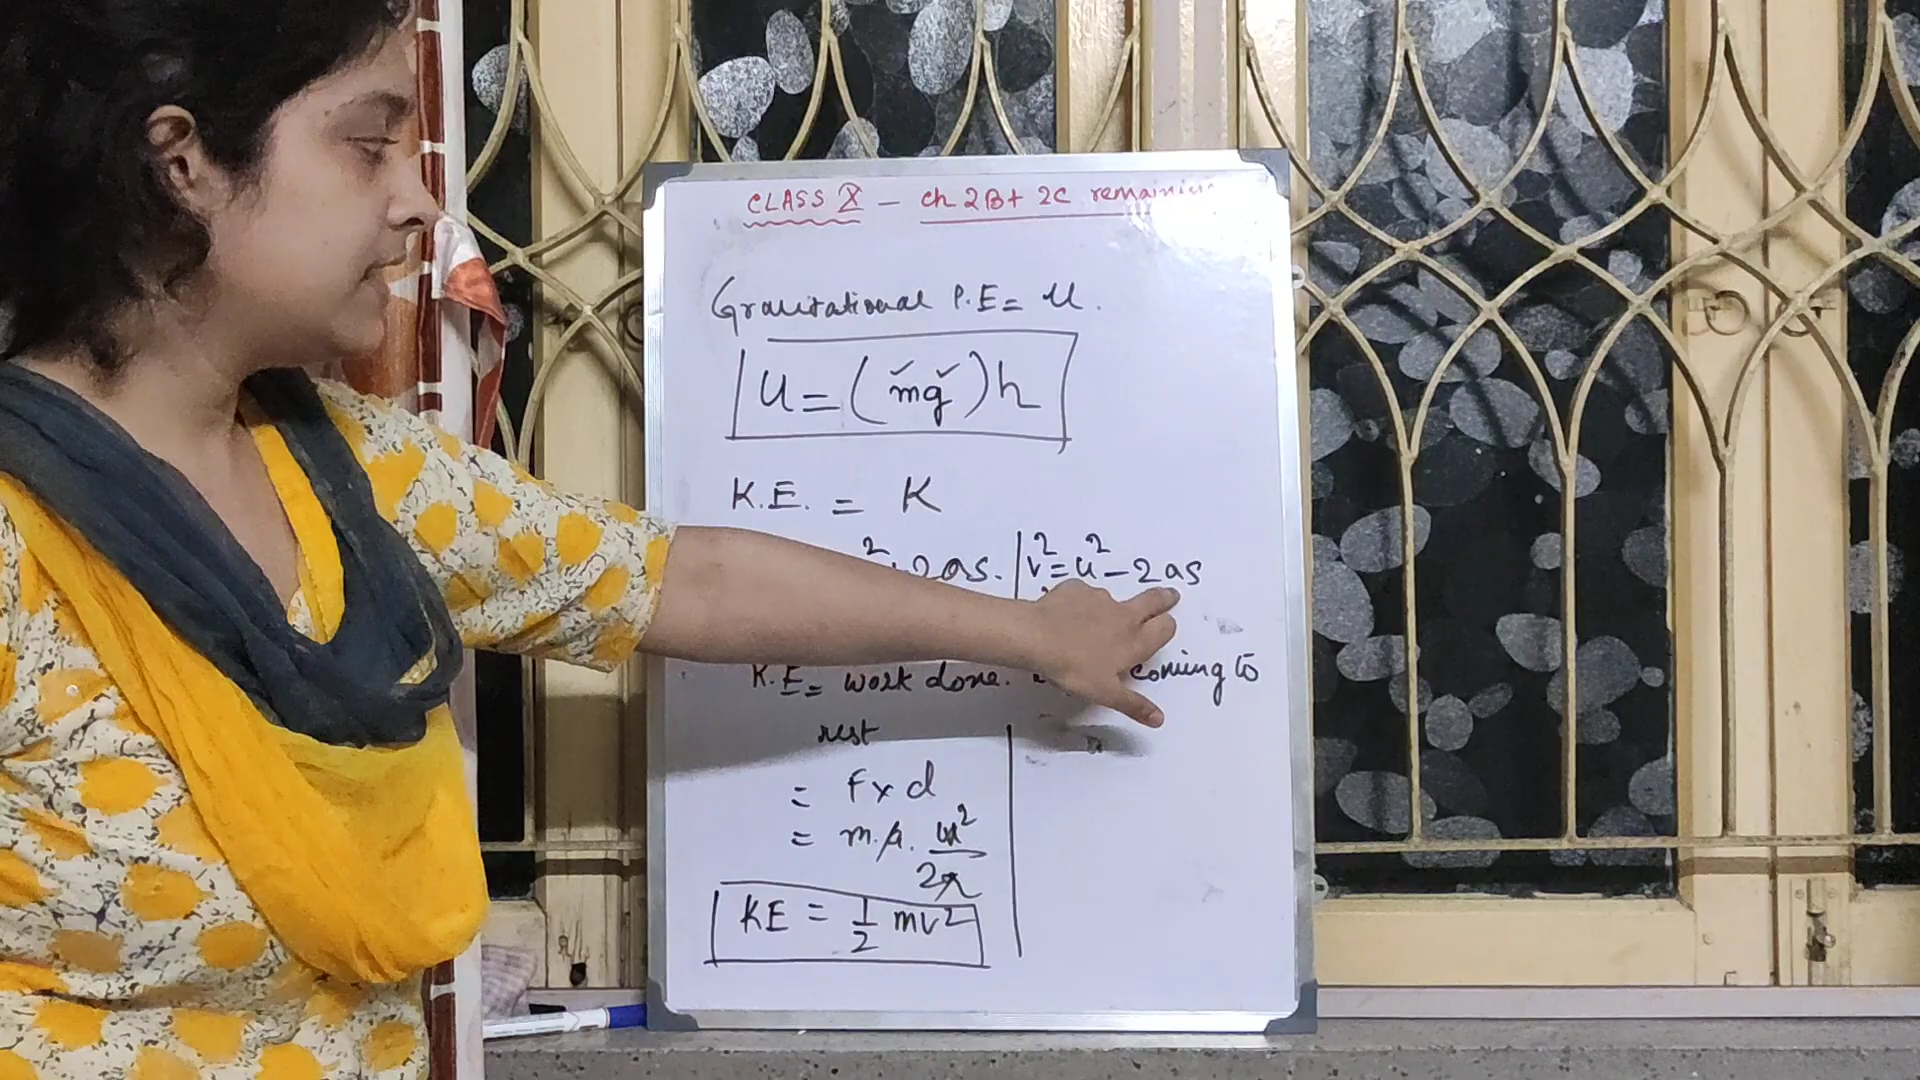 CLASS X – Ch 2B + 2C remaining
Gravitational P.E = U.
U = (mg)h
K.E. = K
2as. | v² = u² – 2as
K.E = work done. coming to
rest
= F x d
= m.a. u²/2a
KE = 1/2 mv²